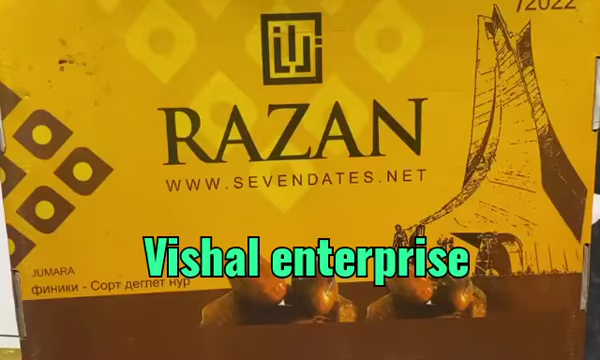 /2022
RAZAN
WWW.SEVENDATES.NET
Vishal enterprise
JUMARA
финики - Сорт деглет нур